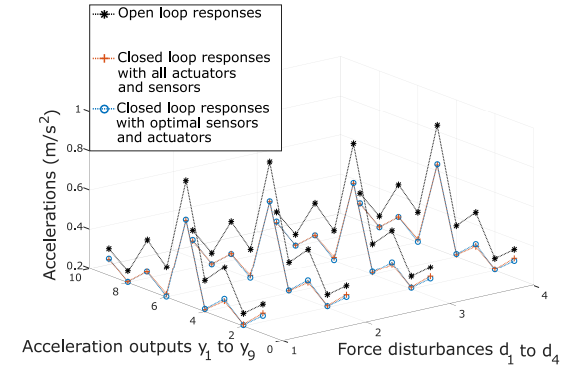 Open loop responses
Closed loop responses
with all actuators
and sensors
Closed loop responses
with optimal sensors
and actuators
Accelerations (m/s²)
1
0.8
0.6
0.4
0.2
10
8
6
4
2
0
1
2
3
4
Acceleration outputs y₁ to y₉
Force disturbances d₁ to d₄